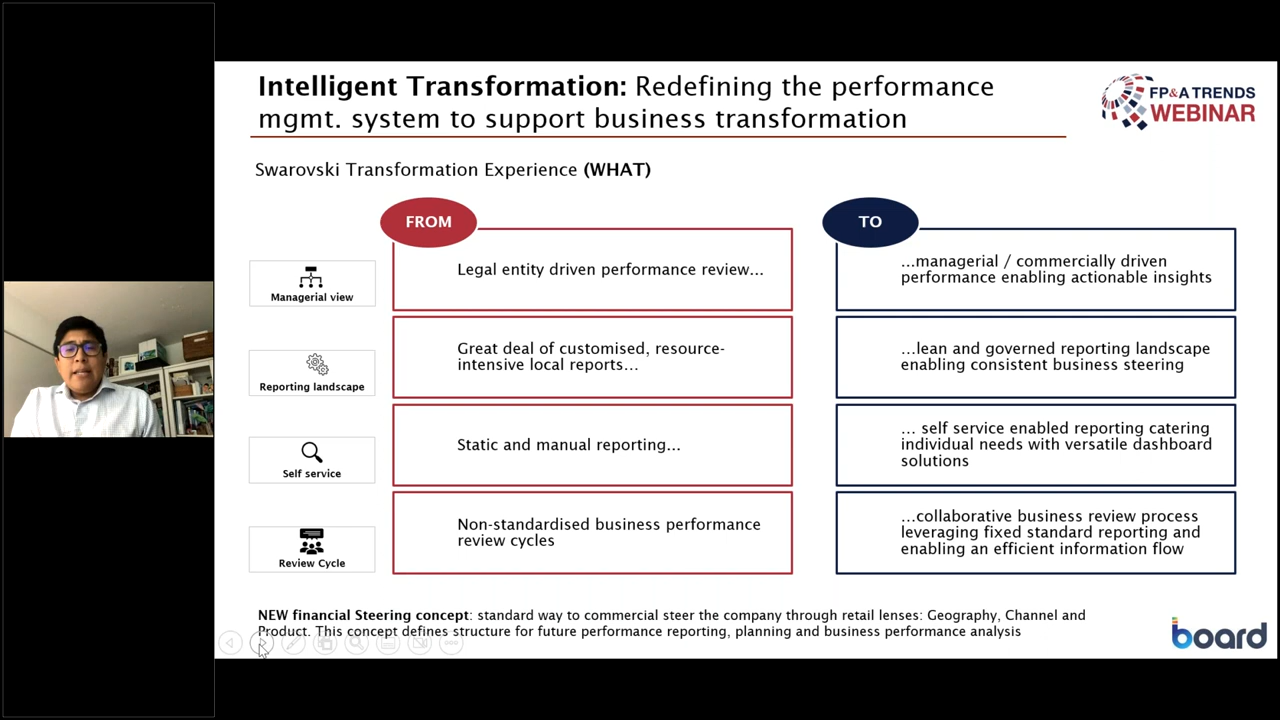 Intelligent Transformation: Redefining the performance
mgmt. system to support business transformation
FP&A TRENDS
WEBINAR
Swarovski Transformation Experience (WHAT)
FROM
TO
Managerial view
Legal entity driven performance review...
...managerial / commercially driven
performance enabling actionable insights
Reporting landscape
Great deal of customised, resource-
intensive local reports...
...lean and governed reporting landscape
enabling consistent business steering
Self service
Static and manual reporting...
... self service enabled reporting catering
individual needs with versatile dashboard
solutions
Review Cycle
Non-standardised business performance
review cycles
...collaborative business review process
leveraging fixed standard reporting and
enabling an efficient information flow
NEW financial Steering concept: standard way to commercial steer the company through retail lenses: Geography, Channel and
Product. This concept defines structure for future performance reporting, planning and business performance analysis
board